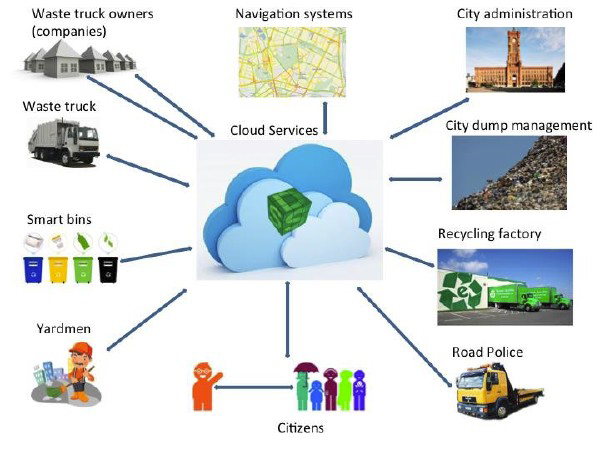 Waste truck owners
(companies)
Navigation systems
City administration
Waste truck
Cloud Services
City dump management
Smart bins
Recycling factory
Yardmen
Road Police
Citizens